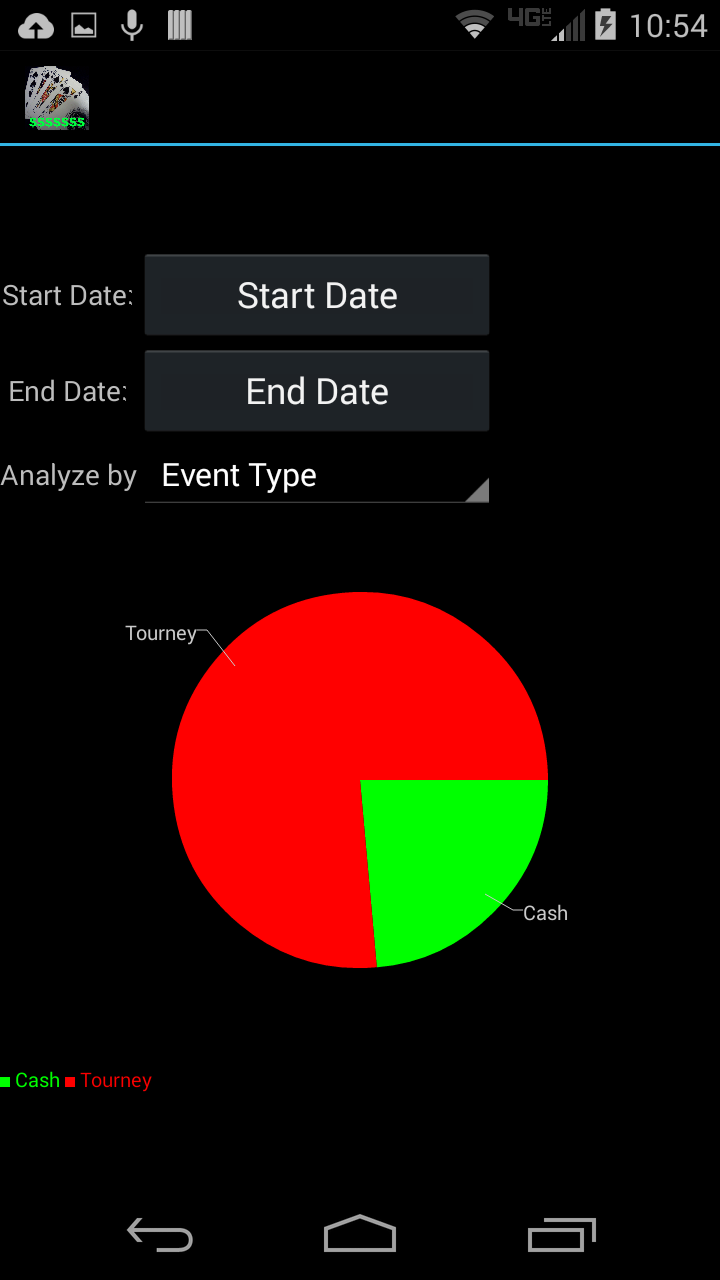 4G LTE 10:54
$$$$$$$
Start Date: Start Date
End Date: End Date
Analyze by Event Type
Tourney
Cash
Cash Tourney